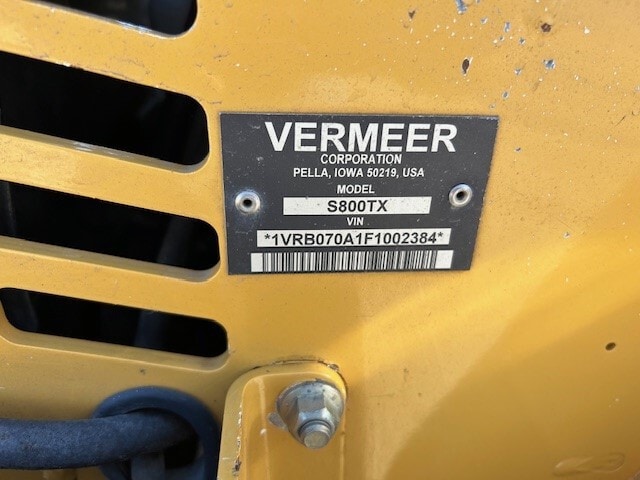 VERMEER
CORPORATION
PELLA, IOWA 50219, USA
MODEL
S800TX
VIN
*1VRB070A1F1002384*